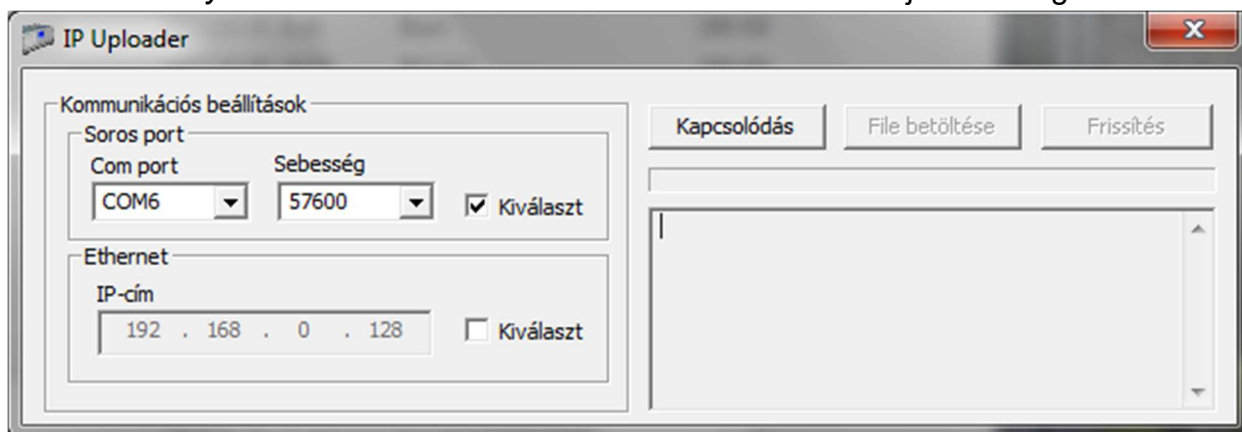 IP Uploader
Kommunikációs beállítások
Soros port
Com port Sebesség
COM6 57600 Kiválaszt
Ethernet
IP-cím
192 . 168 . 0 . 128 Kiválaszt
Kapcsolódás File betöltése Frissítés